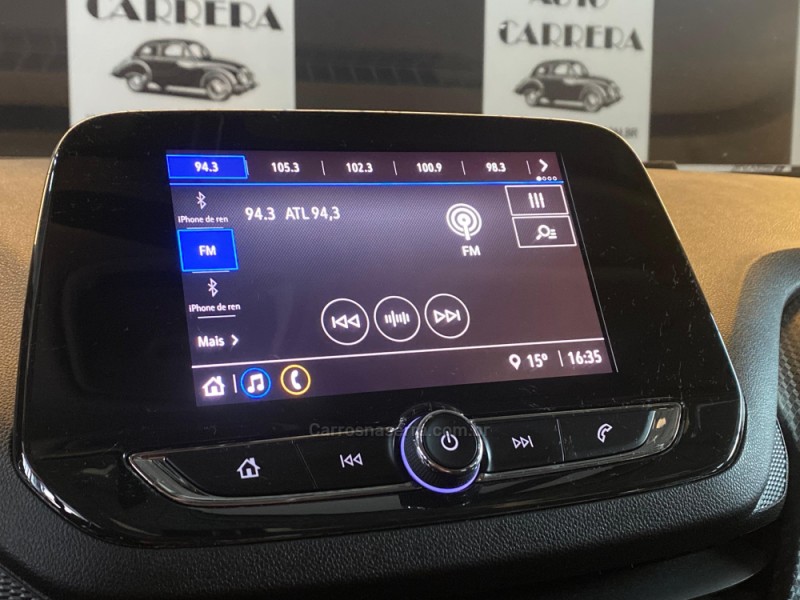 CARRERA
AUTO
CARRERA
94.3 105.3 102.3 100.9 98.3
iPhone de ren
94.3 ATL 94,3
FM
FM
iPhone de ren
Mais
15° 16:35